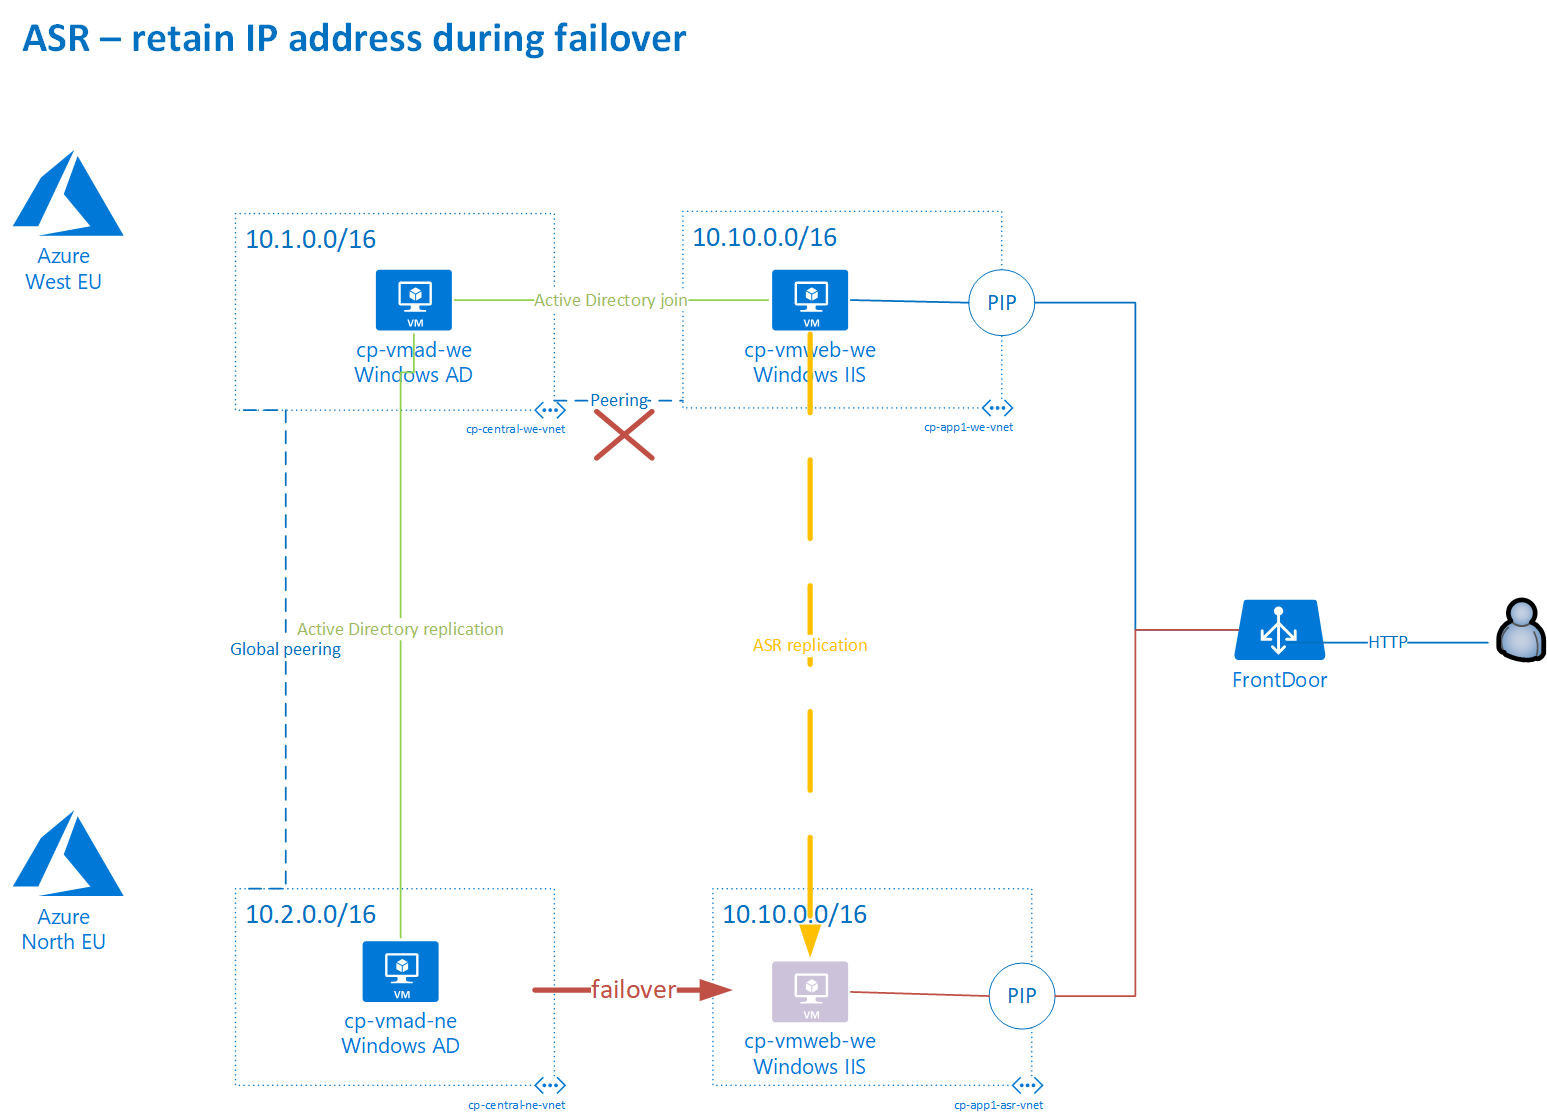 ASR – retain IP address during failover
Azure
West EU
10.1.0.0/16
VM
cp-vmad-we
Windows AD
cp-central-we-vnet
Active Directory join
Peering
10.10.0.0/16
VM
cp-vmweb-we
Windows IIS
cp-app1-we-vnet
PIP
Global peering
Active Directory replication
ASR replication
FrontDoor
HTTP
Azure
North EU
10.2.0.0/16
VM
cp-vmad-ne
Windows AD
cp-central-ne-vnet
failover
10.10.0.0/16
VM
cp-vmweb-we
Windows IIS
cp-app1-asr-vnet
PIP